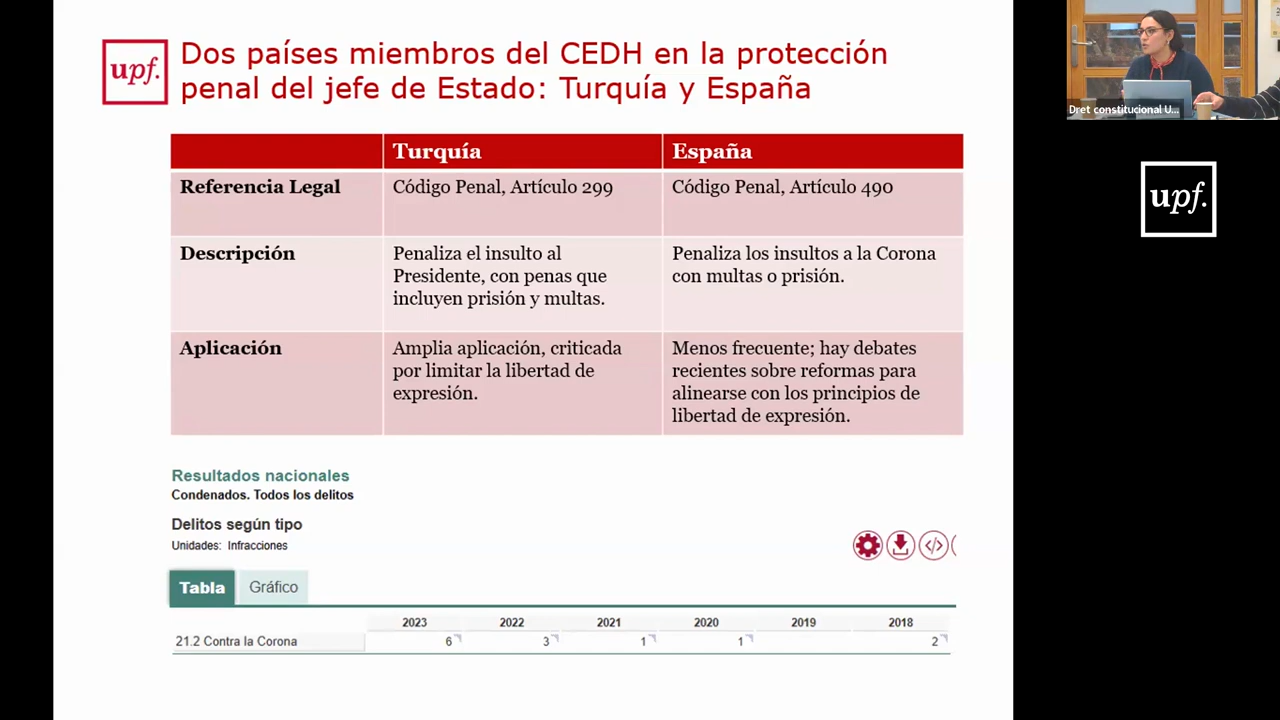 upf.
Dos países miembros del CEDH en la protección
penal del jefe de Estado: Turquía y España
Turquía
España
Referencia Legal
Código Penal, Artículo 299
Código Penal, Artículo 490
Descripción
Penaliza el insulto al
Presidente, con penas que
incluyen prisión y multas.
Penaliza los insultos a la Corona
con multas o prisión.
Aplicación
Amplia aplicación, criticada
por limitar la libertad de
expresión.
Menos frecuente; hay debates
recientes sobre reformas para
alinearse con los principios de
libertad de expresión.
Resultados nacionales
Condenados. Todos los delitos
Delitos según tipo
Unidades: Infracciones
Tabla Gráfico
2023 2022 2021 2020 2019 2018
21.2 Contra la Corona 6 3 1 1 2
Dret constitucional U...
upf.